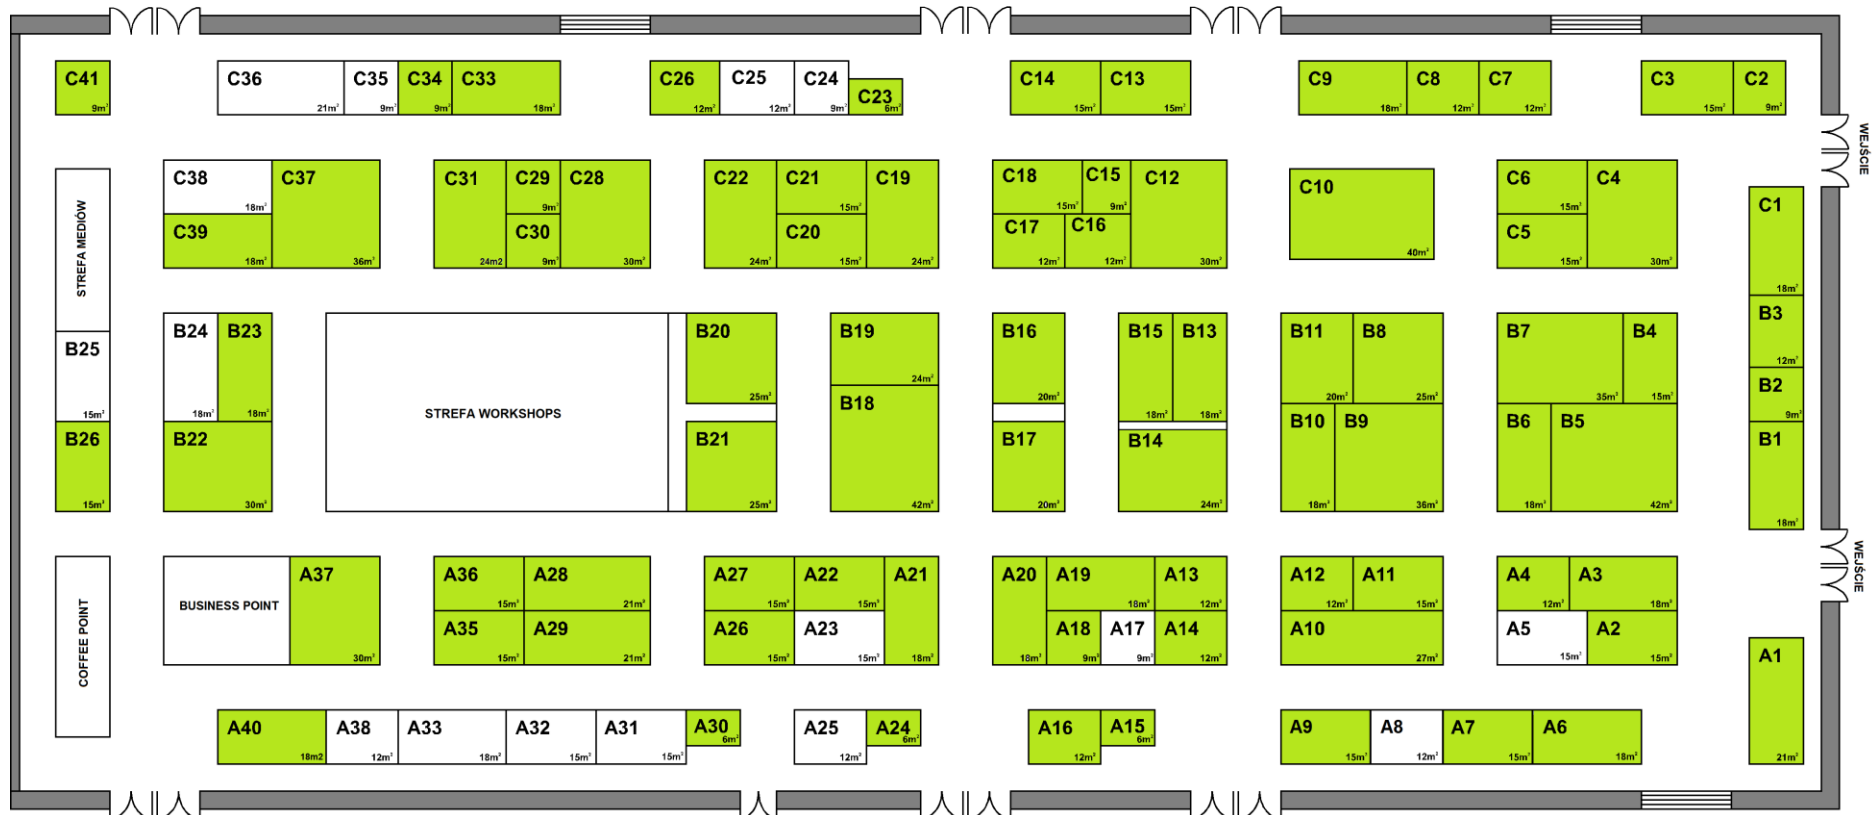 C41
9m²
C36
21m²
C35
9m²
C34
9m²
C33
18m²
C26
12m²
C25
12m²
C24
9m²
C23
6m²
C14
15m²
C13
15m²
C9
18m²
C8
12m²
C7
12m²
C3
15m²
C2
9m²
WEJŚCIE
STREFA MEDIÓW
C38
18m²
C37
36m²
C39
18m²
C31
24m2
C29
9m²
C30
9m²
C28
30m²
C22
24m²
C21
15m²
C20
15m²
C19
24m²
C18
15m²
C15
9m²
C17
12m²
C16
12m²
C12
30m²
C10
40m²
C6
15m²
C5
15m²
C4
30m²
C1
18m²
B3
12m²
B2
9m²
B1
18m²
B25
15m²
B26
15m²
B24
18m²
B23
18m²
B22
30m²
STREFA WORKSHOPS
B20
25m²
B21
25m²
B19
24m²
B18
42m²
B16
20m²
B17
20m²
B15
18m²
B13
18m²
B14
24m²
B11
20m²
B8
25m²
B10
18m²
B9
36m²
B7
35m²
B4
15m²
B6
18m²
B5
42m²
WEJŚCIE
COFFEE POINT
BUSINESS POINT
A37
30m²
A36
15m²
A28
21m²
A35
15m²
A29
21m²
A27
15m²
A22
15m²
A21
18m²
A26
15m²
A23
15m²
A20
18m²
A19
18m²
A13
12m²
A18
9m²
A17
9m²
A14
12m²
A12
12m²
A11
15m²
A10
27m²
A4
12m²
A3
18m²
A5
15m²
A2
15m²
A1
21m²
A40
18m2
A38
12m²
A33
18m²
A32
15m²
A31
15m²
A30
6m²
A25
12m²
A24
6m²
A16
12m²
A15
6m²
A9
15m²
A8
12m²
A7
15m²
A6
18m²